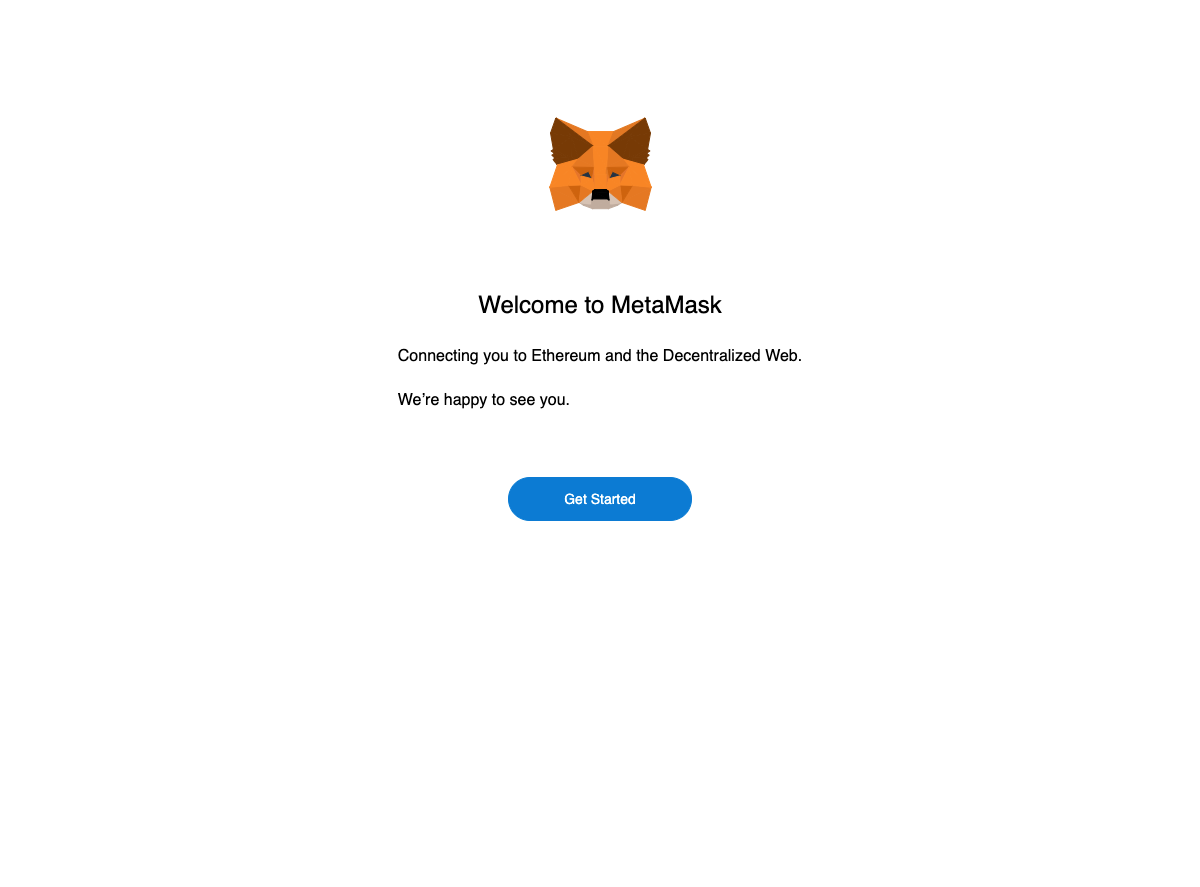 Welcome to MetaMask
Connecting you to Ethereum and the Decentralized Web.
We’re happy to see you.
Get Started